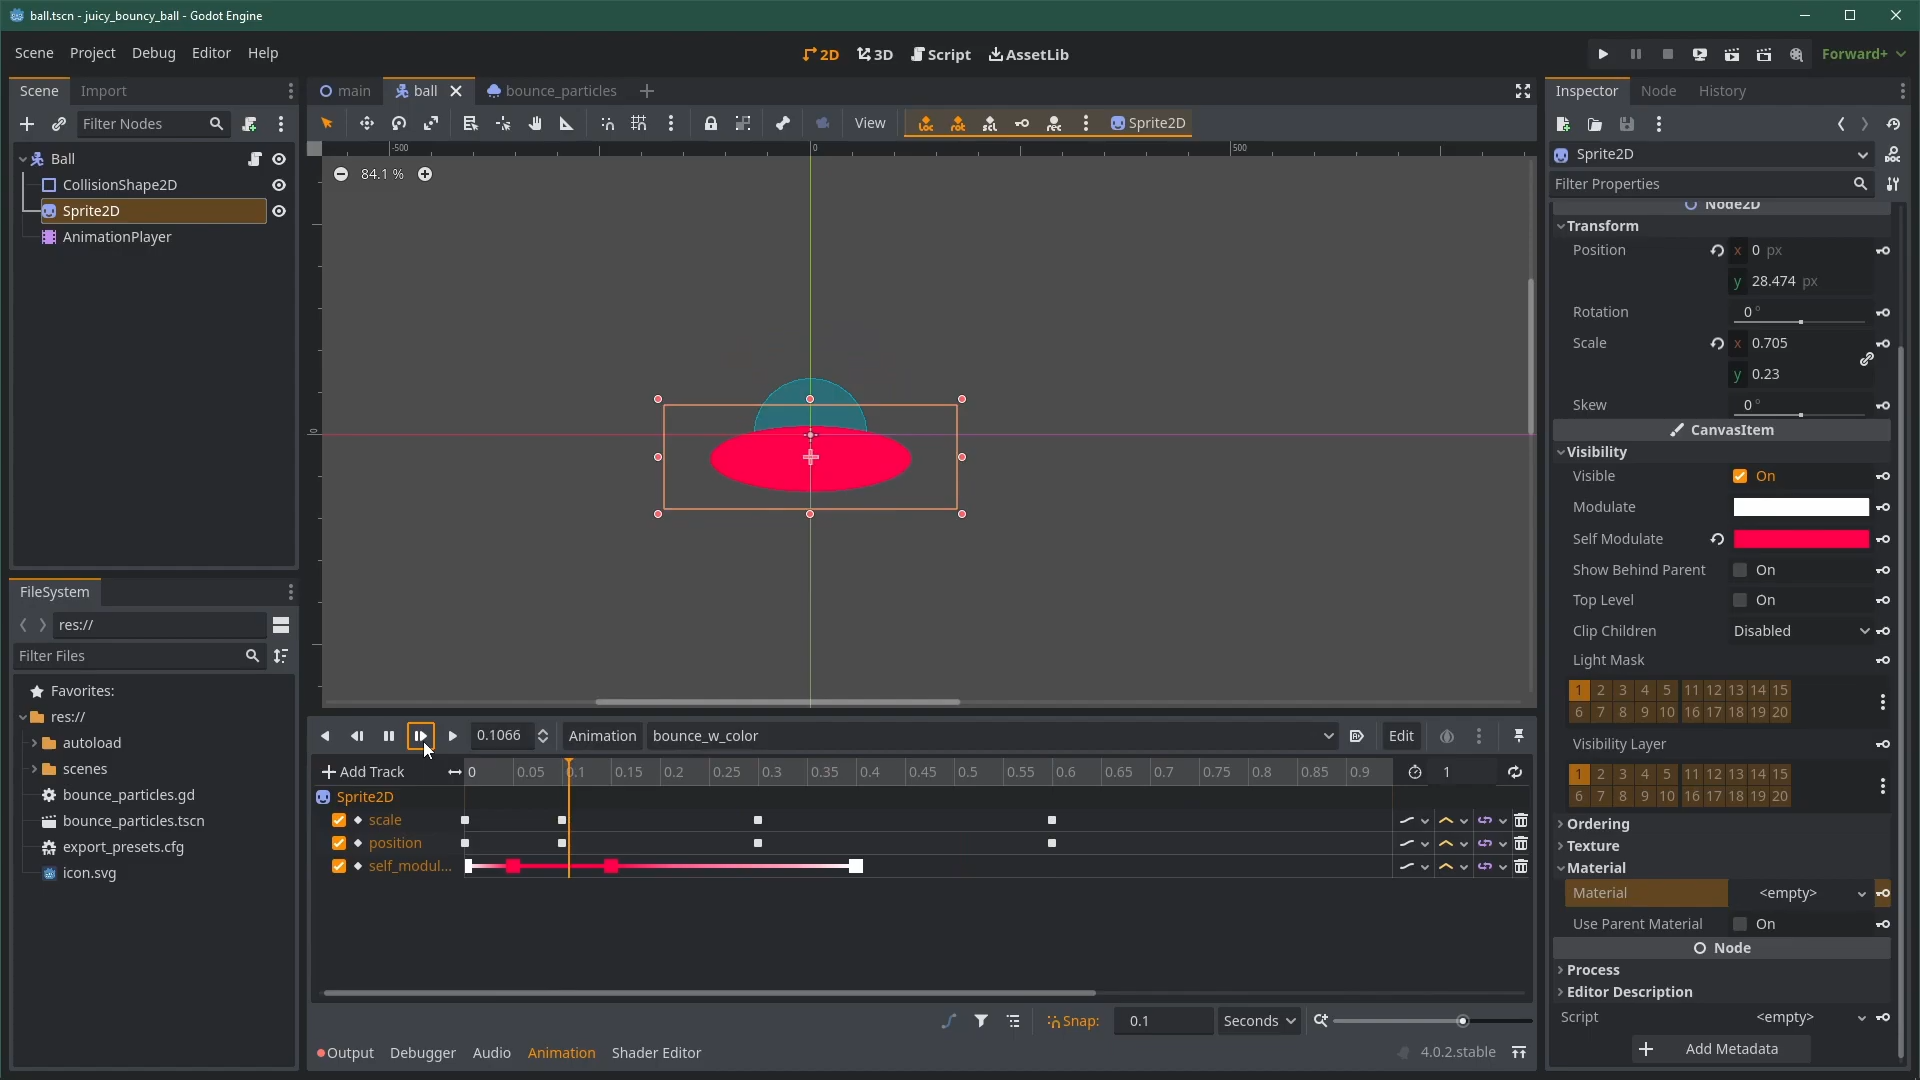 ball.tscn - juicy_bouncy_ball - Godot Engine
Scene Project Debug Editor Help
2D 3D Script AssetLib
Forward+
Scene Import
Filter Nodes
Ball
CollisionShape2D
Sprite2D
AnimationPlayer
FileSystem
res://
Filter Files
Favorites:
res://
autoload
scenes
bounce_particles.gd
bounce_particles.tscn
export_presets.cfg
icon.svg
main ball bounce_particles
View Sprite2D
-500 0 500
84.1 %
0
0.1066 Animation bounce_w_color Edit
Add Track 0 0.05 0.1 0.15 0.2 0.25 0.3 0.35 0.4 0.45 0.5 0.55 0.6 0.65 0.7 0.75 0.8 0.85 0.9 1
Sprite2D
scale
position
self_modul...
Snap: 0.1 Seconds
Output Debugger Audio Animation Shader Editor 4.0.2.stable
Inspector Node History
Sprite2D
Filter Properties
Node2D
Transform
Position x 0 px
y 28.474 px
Rotation 0 °
Scale x 0.705
y 0.23
Skew 0 °
CanvasItem
Visibility
Visible On
Modulate
Self Modulate
Show Behind Parent On
Top Level On
Clip Children Disabled
Light Mask
1 2 3 4 5 11 12 13 14 15
6 7 8 9 10 16 17 18 19 20
Visibility Layer
1 2 3 4 5 11 12 13 14 15
6 7 8 9 10 16 17 18 19 20
Ordering
Texture
Material
Material <empty>
Use Parent Material On
Node
Process
Editor Description
Script <empty>
Add Metadata